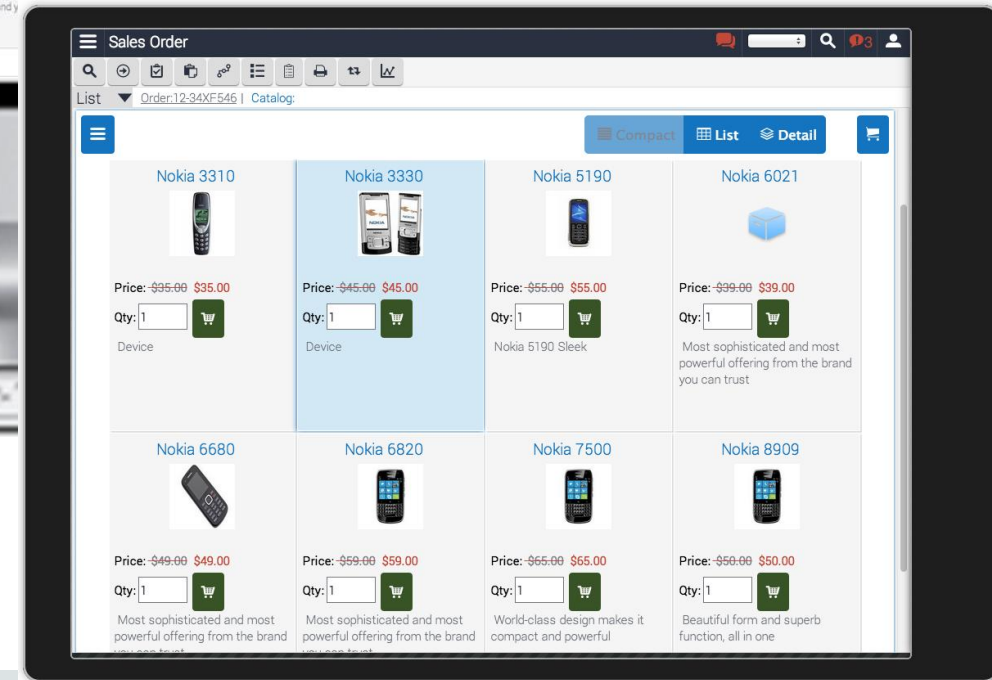 Sales Order
3
List Order:12-34XF546 | Catalog:
Compact List Detail
Nokia 3310 Nokia 3330 Nokia 5190 Nokia 6021
Price: $35.00 $35.00 Price: $45.00 $45.00 Price: $55.00 $55.00 Price: $39.00 $39.00
Qty: 1 Qty: 1 Qty: 1 Qty: 1
Device Device Nokia 5190 Sleek Most sophisticated and most
powerful offering from the brand
you can trust
Nokia 6680 Nokia 6820 Nokia 7500 Nokia 8909
Price: $49.00 $49.00 Price: $59.00 $59.00 Price: $65.00 $65.00 Price: $50.00 $50.00
Qty: 1 Qty: 1 Qty: 1 Qty: 1
Most sophisticated and most Most sophisticated and most World-class design makes it Beautiful form and superb
powerful offering from the brand powerful offering from the brand compact and powerful function, all in one
you can trust you can trust